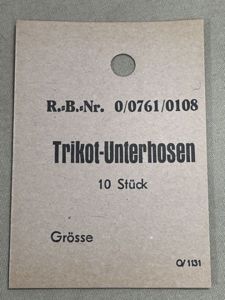 R.=B.=Nr. 0/0761/0108
Trikot-Unterhosen
10 Stück
Grösse
Q/1131